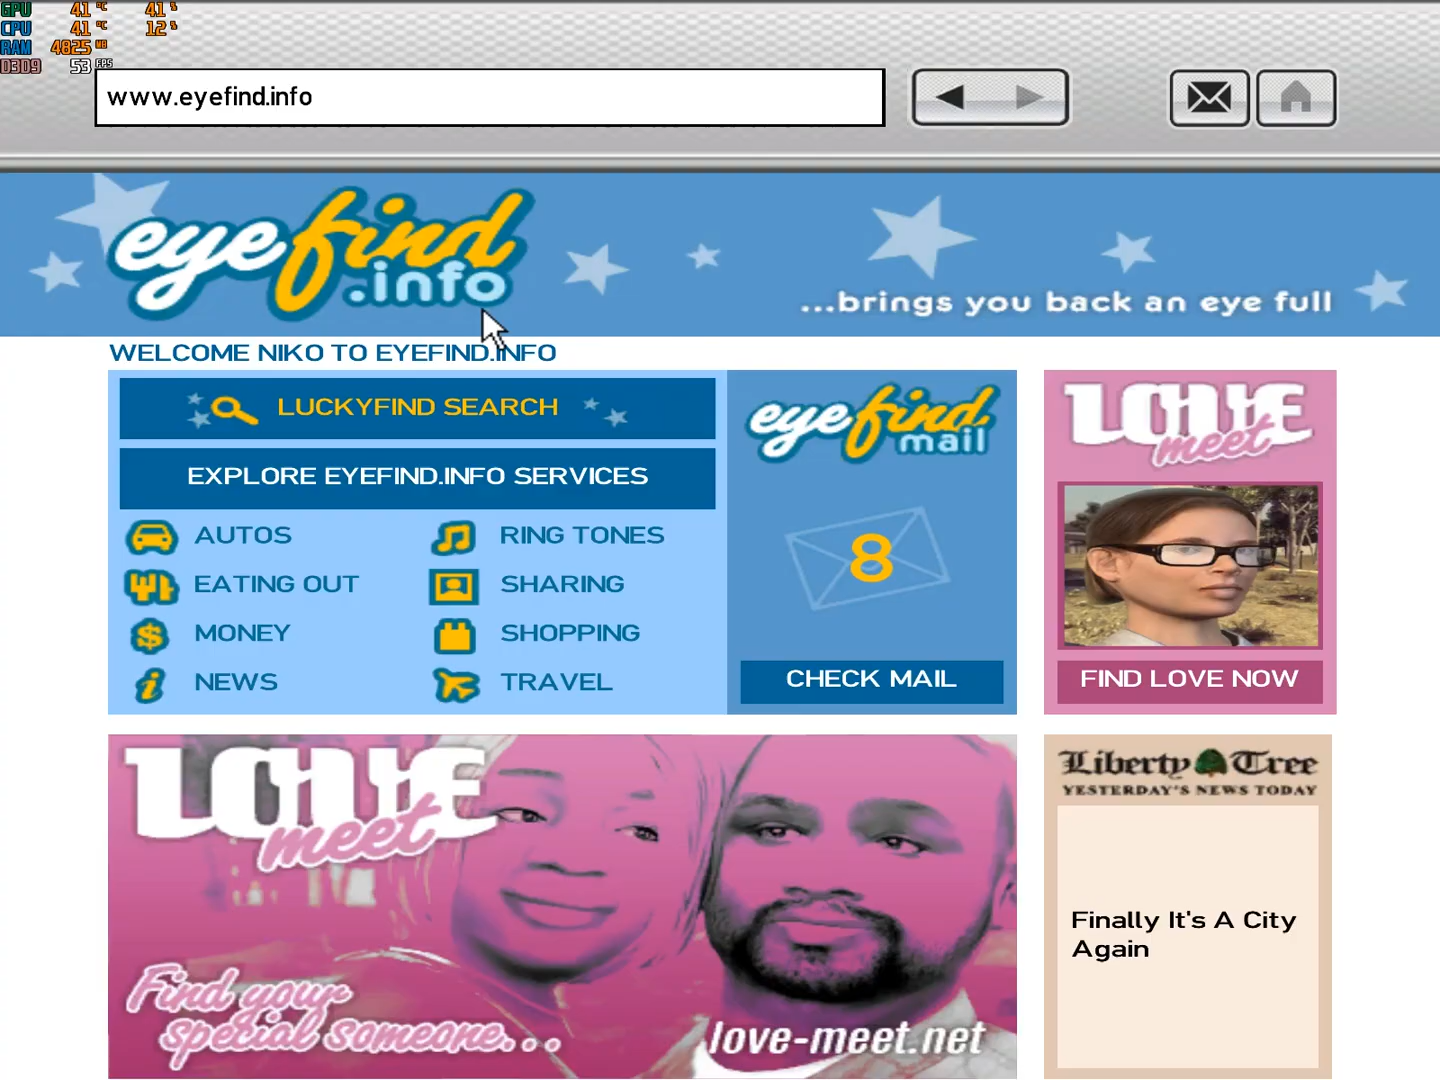 GPU 41 °C 41 %
CPU 41 °C 12 %
RAM 4825 MB
D3D9 53 FPS
www.eyefind.info
eyefind
.info
...brings you back an eye full
WELCOME NIKO TO EYEFIND.INFO
LUCKYFIND SEARCH
EXPLORE EYEFIND.INFO SERVICES
AUTOS
RING TONES
EATING OUT
SHARING
MONEY
SHOPPING
NEWS
TRAVEL
eyefind
mail
8
CHECK MAIL
LOVE
meet
FIND LOVE NOW
LOVE
meet
Find your
special someone...
love-meet.net
Liberty Tree
YESTERDAY'S NEWS TODAY
Finally It's A City
Again